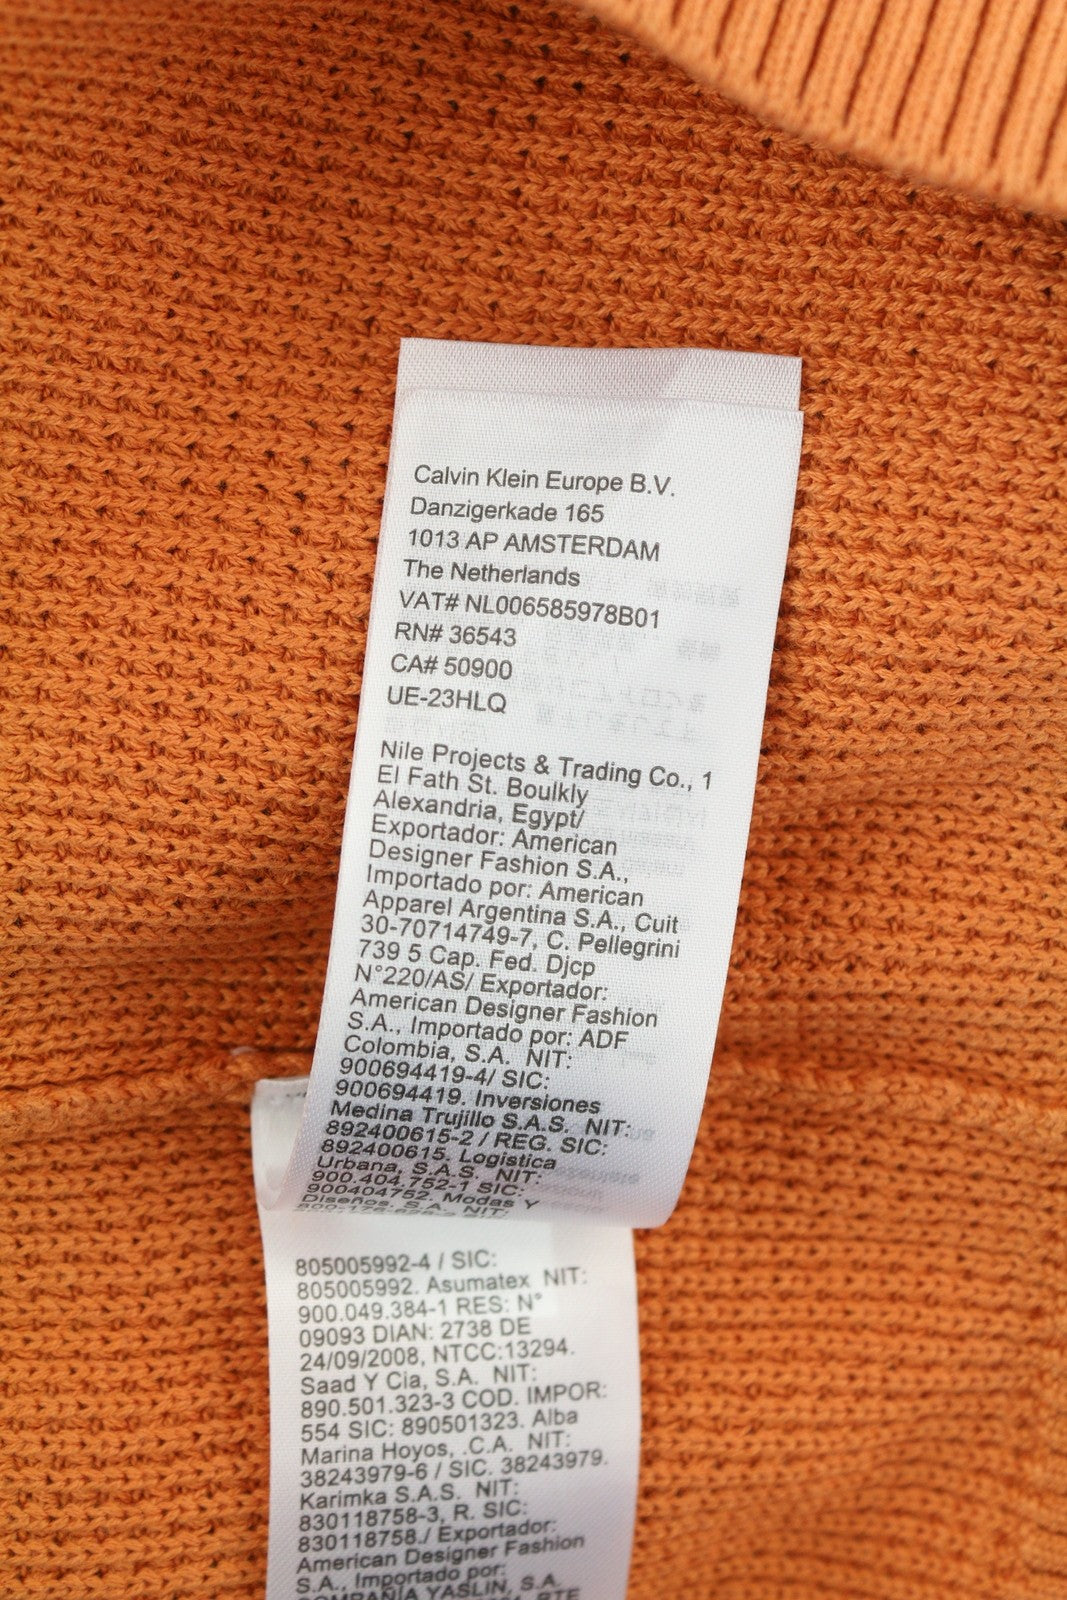 Calvin Klein Europe B.V.
Danzigerkade 165
1013 AP AMSTERDAM
The Netherlands
VAT# NL006585978B01
RN# 36543
CA# 50900
UE-23HLQ
Nile Projects & Trading Co., 1
El Fath St. Boulkly
Alexandria, Egypt/
Exportador: American
Designer Fashion S.A.,
Importado por: American
Apparel Argentina S.A., Cuit
30-70714749-7, C. Pellegrini
739 5 Cap. Fed. Djcp
N°220/AS/ Exportador:
American Designer Fashion
S.A., Importado por: ADF
Colombia, S.A. NIT:
900694419-4/ SIC:
900694419. Inversiones
Medina Trujillo S.A.S. NIT:
892400615-2 / REG. SIC:
892400615. Logistica
Urbana, S.A.S. NIT:
900.404.752-1 SIC:
900404752. Modas Y
Diseños. S.A. NIT:
805005992-4 / SIC:
805005992. Asumatex NIT:
900.049.384-1 RES: N°
09093 DIAN: 2738 DE
24/09/2008, NTCC:13294.
Saad Y Cia, S.A. NIT:
890.501.323-3 COD. IMPOR:
554 SIC: 890501323. Alba
Marina Hoyos, .C.A. NIT:
38243979-6 / SIC. 38243979.
Karimka S.A.S. NIT:
830118758-3, R. SIC:
830118758./ Exportador:
American Designer Fashion
S.A., Importado por:
COMPAÑIA YASLIN, S.A.